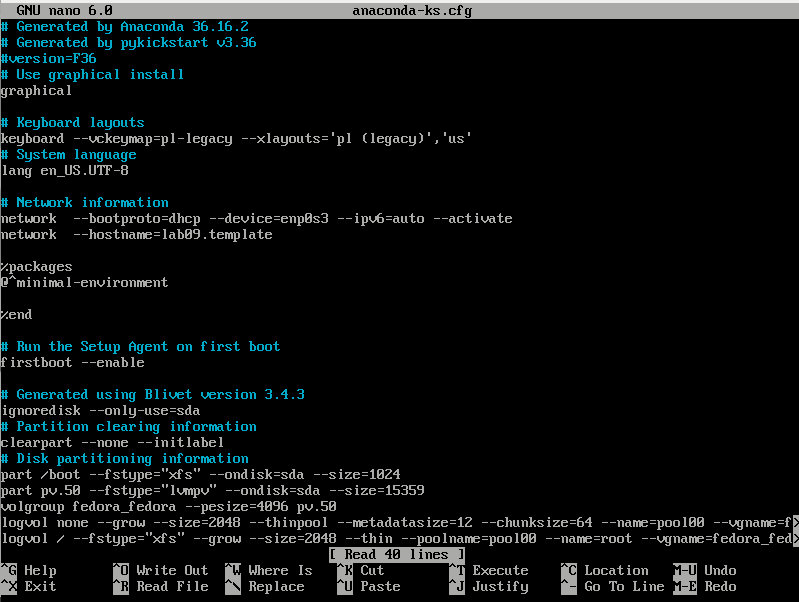 GNU nano 6.0 anaconda-ks.cfg
# Generated by Anaconda 36.16.2
# Generated by pykickstart v3.36
#version=F36
# Use graphical install
graphical
# Keyboard layouts
keyboard --vckeymap=pl-legacy --xlayouts='pl (legacy)','us'
# System language
lang en_US.UTF-8
# Network information
network  --bootproto=dhcp --device=enp0s3 --ipv6=auto --activate
network  --hostname=lab09.template
%packages
@^minimal-environment
%end
# Run the Setup Agent on first boot
firstboot --enable
# Generated using Blivet version 3.4.3
ignoredisk --only-use=sda
# Partition clearing information
clearpart --none --initlabel
# Disk partitioning information
part /boot --fstype="xfs" --ondisk=sda --size=1024
part pv.50 --fstype="lvmpv" --ondisk=sda --size=15359
volgroup fedora_fedora --pesize=4096 pv.50
logvol none --grow --size=2048 --thinpool --metadatasize=12 --chunksize=64 --name=pool00 --vgname=f>
logvol / --fstype="xfs" --grow --size=2048 --thin --poolname=pool00 --name=root --vgname=fedora_fed>
[ Read 40 lines ]
^G Help ^O Write Out ^W Where Is ^K Cut ^T Execute ^C Location M-U Undo
^X Exit ^R Read File ^\ Replace ^U Paste ^J Justify ^- Go To Line M-E Redo